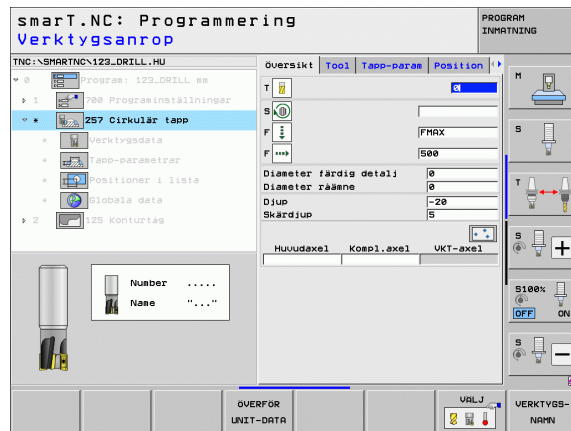 smarT.NC: Programmering
Verktygsanrop
PROGRAM
INMATNING
TNC:\SMARTNC\123_DRILL.HU
0 Program: 123_DRILL mm
1 700 Programinställningar
* 257 Cirkulär tapp
* Verktygsdata
* Tapp-parametrar
* Positioner i lista
* Globala data
2 125 Konturtåg
Number .....
Name "..."
Översikt Tool Tapp-param Position
T 0
S
F FMAX
F 500
Diameter färdig detalj 0
Diameter råämne 0
Djup -20
Skärdjup 5
Huvudaxel Kompl.axel VKT-axel
M
S
T
S
S100%
OFF ON
S
ÖVERFÖR
UNIT-DATA
VÄLJ
VERKTYGS-
NAMN